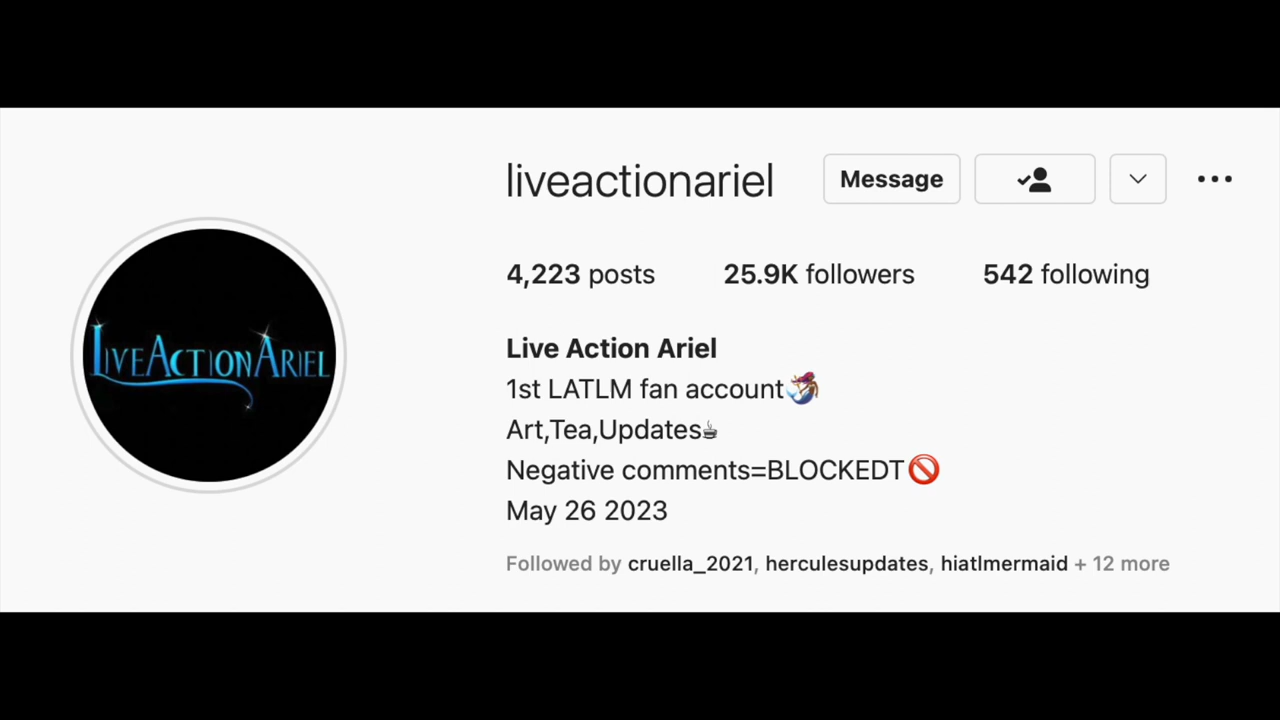 liveactionariel Message
4,223 posts 25.9K followers 542 following
LIVEACTIONARIEL
Live Action Ariel
1st LATLM fan account🧜‍♀️
Art,Tea,Updates☕
Negative comments=BLOCKEDT🚫
May 26 2023
Followed by cruella_2021, herculesupdates, hiatlmermaid + 12 more